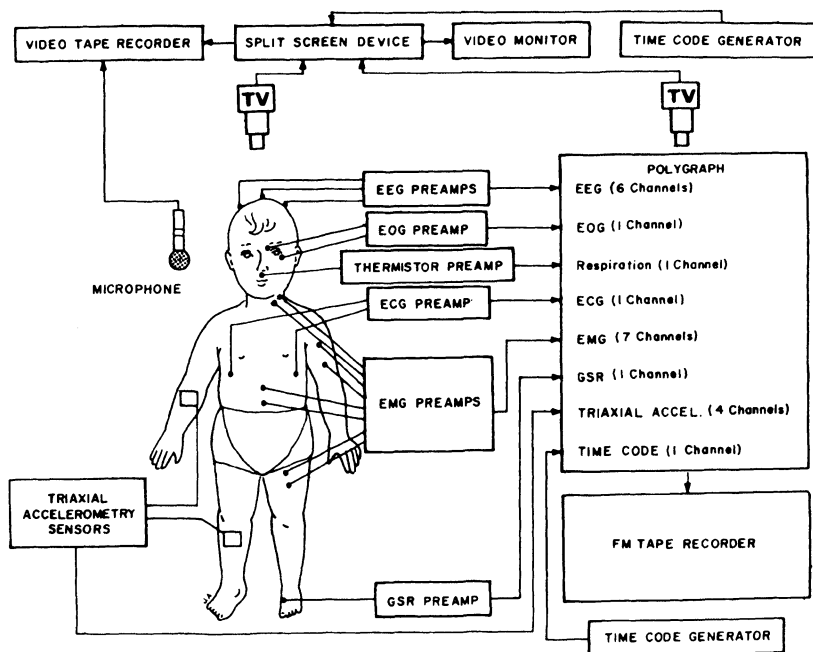 VIDEO TAPE RECORDER
SPLIT SCREEN DEVICE
VIDEO MONITOR
TIME CODE GENERATOR
TV
TV
MICROPHONE
EEG PREAMPS
EOG PREAMP
THERMISTOR PREAMP
ECG PREAMP
EMG PREAMPS
POLYGRAPH
EEG (6 Channels)
EOG (1 Channel)
Respiration (1 Channel)
ECG (1 Channel)
EMG (7 Channels)
GSR (1 Channel)
TRIAXIAL ACCEL. (4 Channels)
TIME CODE (1 Channel)
TRIAXIAL
ACCELEROMETRY
SENSORS
FM TAPE RECORDER
GSR PREAMP
TIME CODE GENERATOR